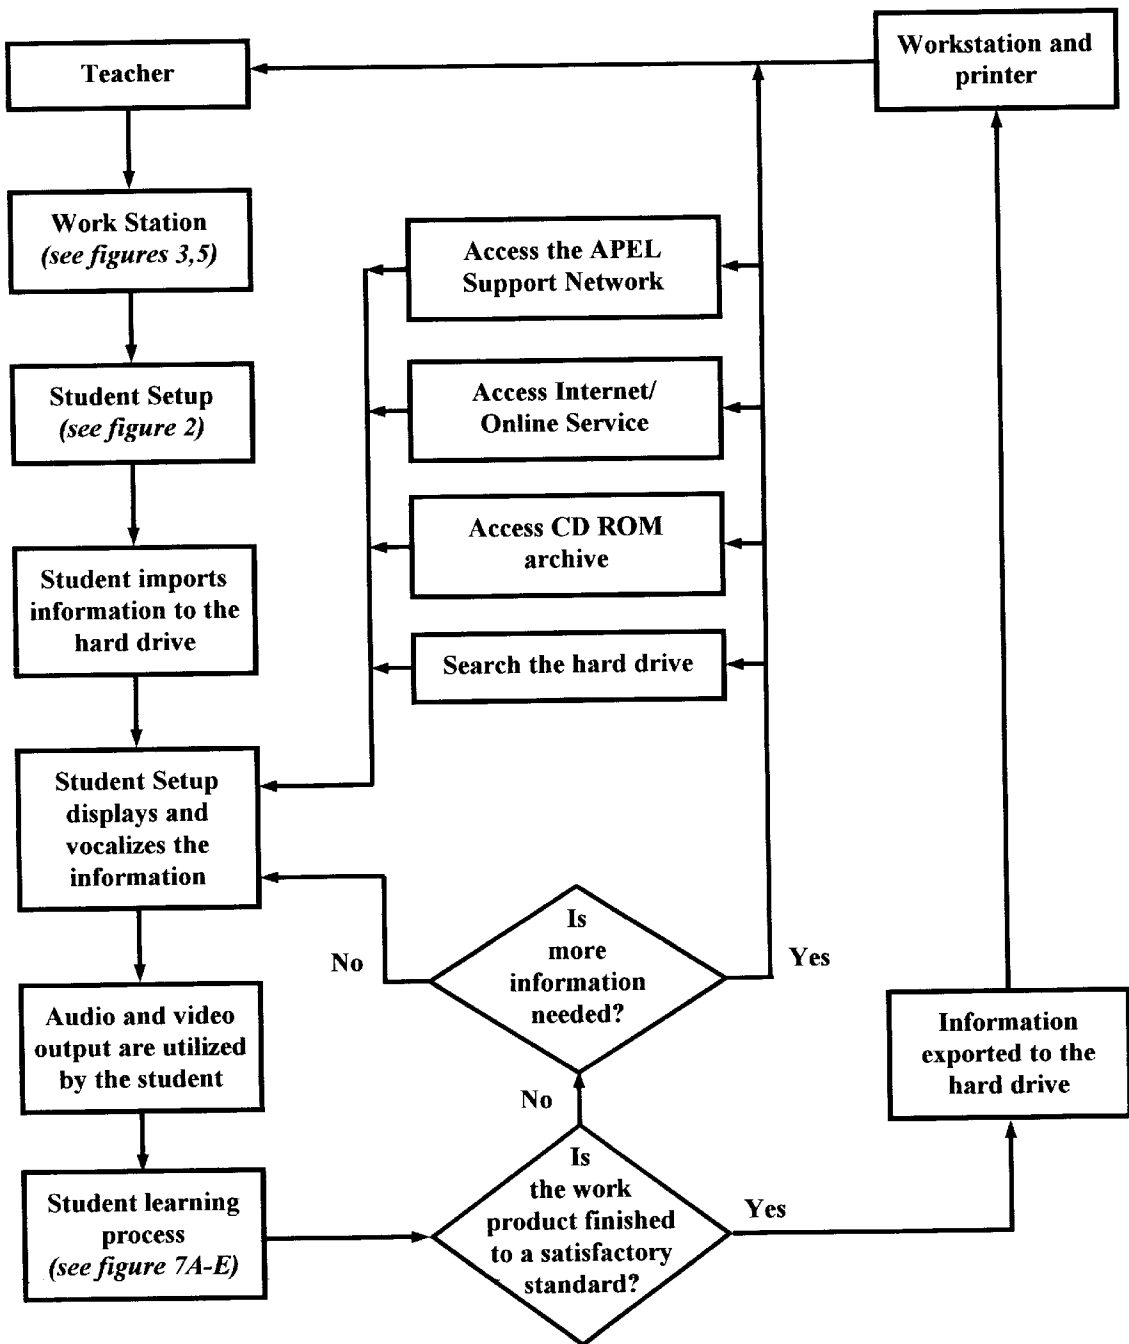 Teacher
Workstation and
printer
Work Station
(see figures 3,5)
Access the APEL
Support Network
Student Setup
(see figure 2)
Access Internet/
Online Service
Access CD ROM
archive
Student imports
information to the
hard drive
Search the hard drive
Student Setup
displays and
vocalizes the
information
Is
more
information
needed?
No
Yes
Audio and video
output are utilized
by the student
Information
exported to the
hard drive
No
Student learning
process
(see figure 7A-E)
Is
the work
product finished
to a satisfactory
standard?
Yes